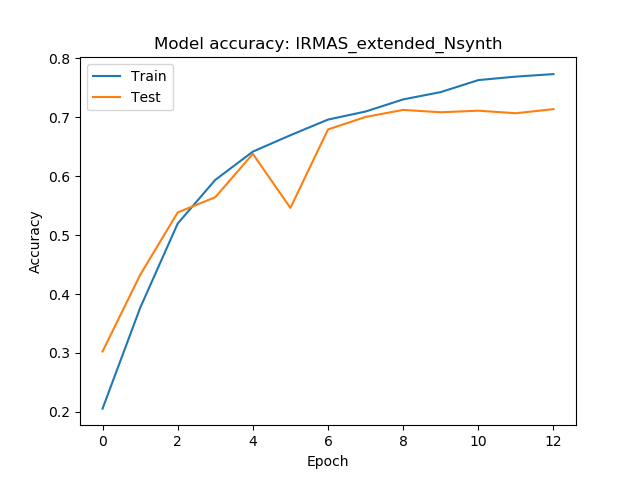 Model accuracy: IRMAS_extended_Nsynth
Train
Test
0.8
0.7
0.6
0.5
0.4
0.3
0.2
Accuracy
0 2 4 6 8 10 12
Epoch